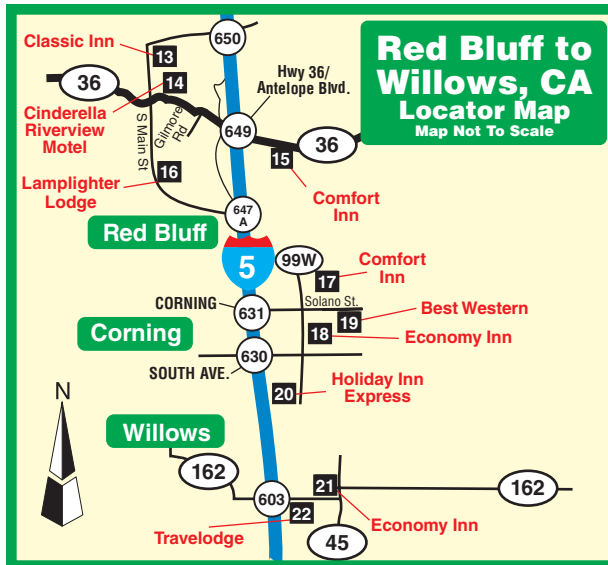 Red Bluff to
Willows, CA
Locator Map
Map Not To Scale
650
Classic Inn
13
36
14
Hwy 36/
Antelope Blvd.
Cinderella
Riverview
Motel
S Main St
Gilmore
Rd
649
36
15
Comfort
Inn
16
Lamplighter
Lodge
647
A
Red Bluff
5
99W
17
Comfort
Inn
CORNING
631
Solano St.
19
Best Western
Corning
18
Economy Inn
630
SOUTH AVE.
20
Holiday Inn
Express
N
Willows
162
603
21
162
22
Travelodge
Economy Inn
45